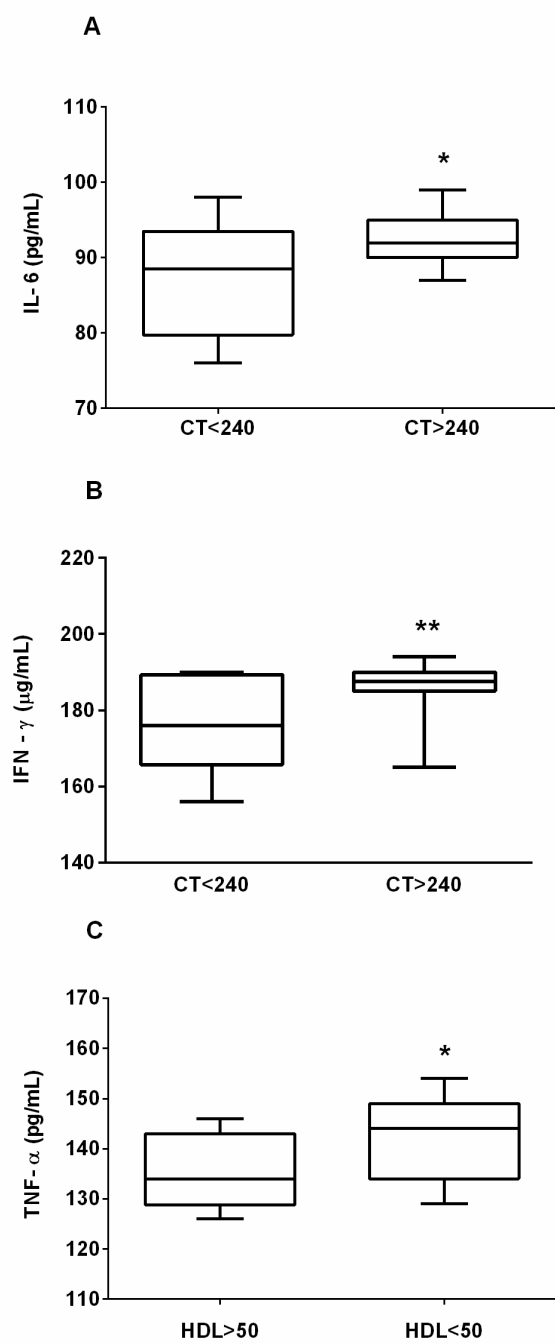 A
110
100
90
80
70
IL- 6 (pg/mL)
*
CT<240 CT>240
B
220
200
180
160
140
IFN - γ (μg/mL)
**
CT<240 CT>240
C
170
160
150
140
130
120
110
TNF- α (pg/mL)
*
HDL>50 HDL<50